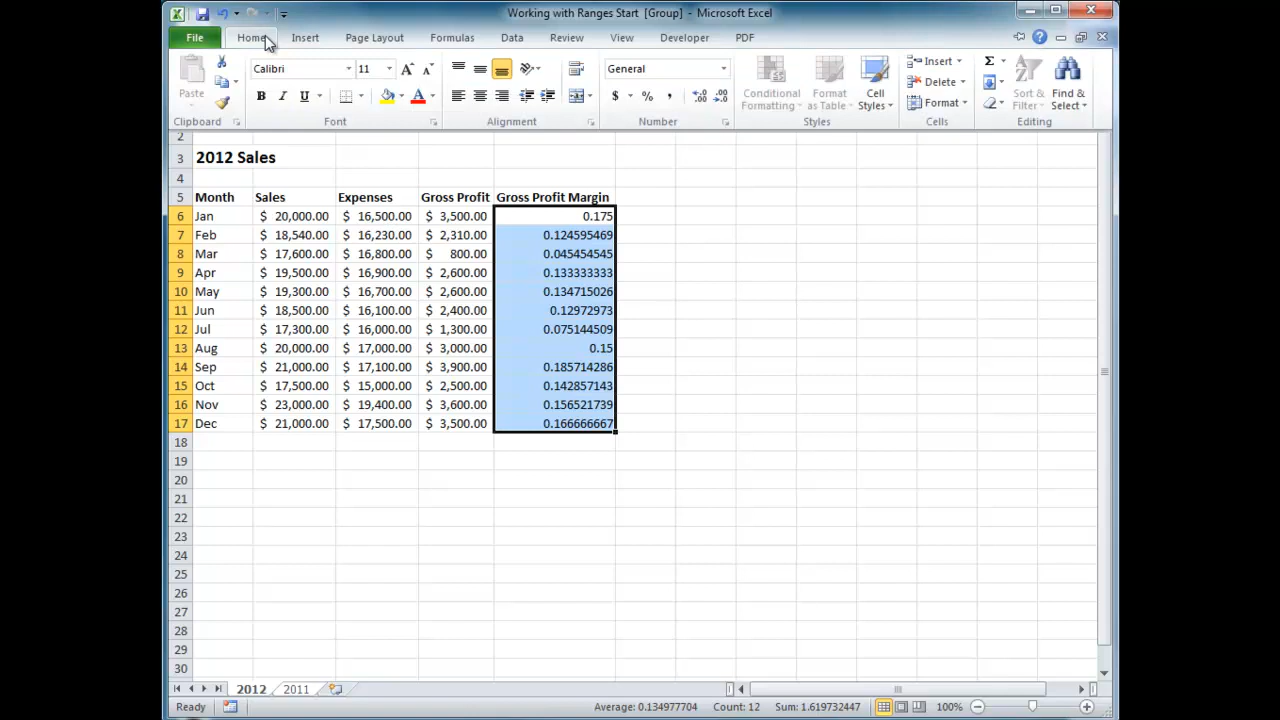 Working with Ranges Start [Group] - Microsoft Excel
File Home Insert Page Layout Formulas Data Review View Developer PDF
Calibri 11 General Insert Σ
Paste Conditional Formatting Format as Table Cell Styles Delete Sort & Filter Find & Select
B I U A $ % , Format
Clipboard Font Alignment Number Styles Cells Editing
2
3 2012 Sales
4
5 Month Sales Expenses Gross Profit Gross Profit Margin
6 Jan $ 20,000.00 $ 16,500.00 $ 3,500.00 0.175
7 Feb $ 18,540.00 $ 16,230.00 $ 2,310.00 0.124595469
8 Mar $ 17,600.00 $ 16,800.00 $ 800.00 0.045454545
9 Apr $ 19,500.00 $ 16,900.00 $ 2,600.00 0.133333333
10 May $ 19,300.00 $ 16,700.00 $ 2,600.00 0.134715026
11 Jun $ 18,500.00 $ 16,100.00 $ 2,400.00 0.12972973
12 Jul $ 17,300.00 $ 16,000.00 $ 1,300.00 0.075144509
13 Aug $ 20,000.00 $ 17,000.00 $ 3,000.00 0.15
14 Sep $ 21,000.00 $ 17,100.00 $ 3,900.00 0.185714286
15 Oct $ 17,500.00 $ 15,000.00 $ 2,500.00 0.142857143
16 Nov $ 23,000.00 $ 19,400.00 $ 3,600.00 0.156521739
17 Dec $ 21,000.00 $ 17,500.00 $ 3,500.00 0.166666667
18
19
20
21
22
23
24
25
26
27
28
29
30
2012 2011
Ready Average: 0.134977704 Count: 12 Sum: 1.619732447 100%